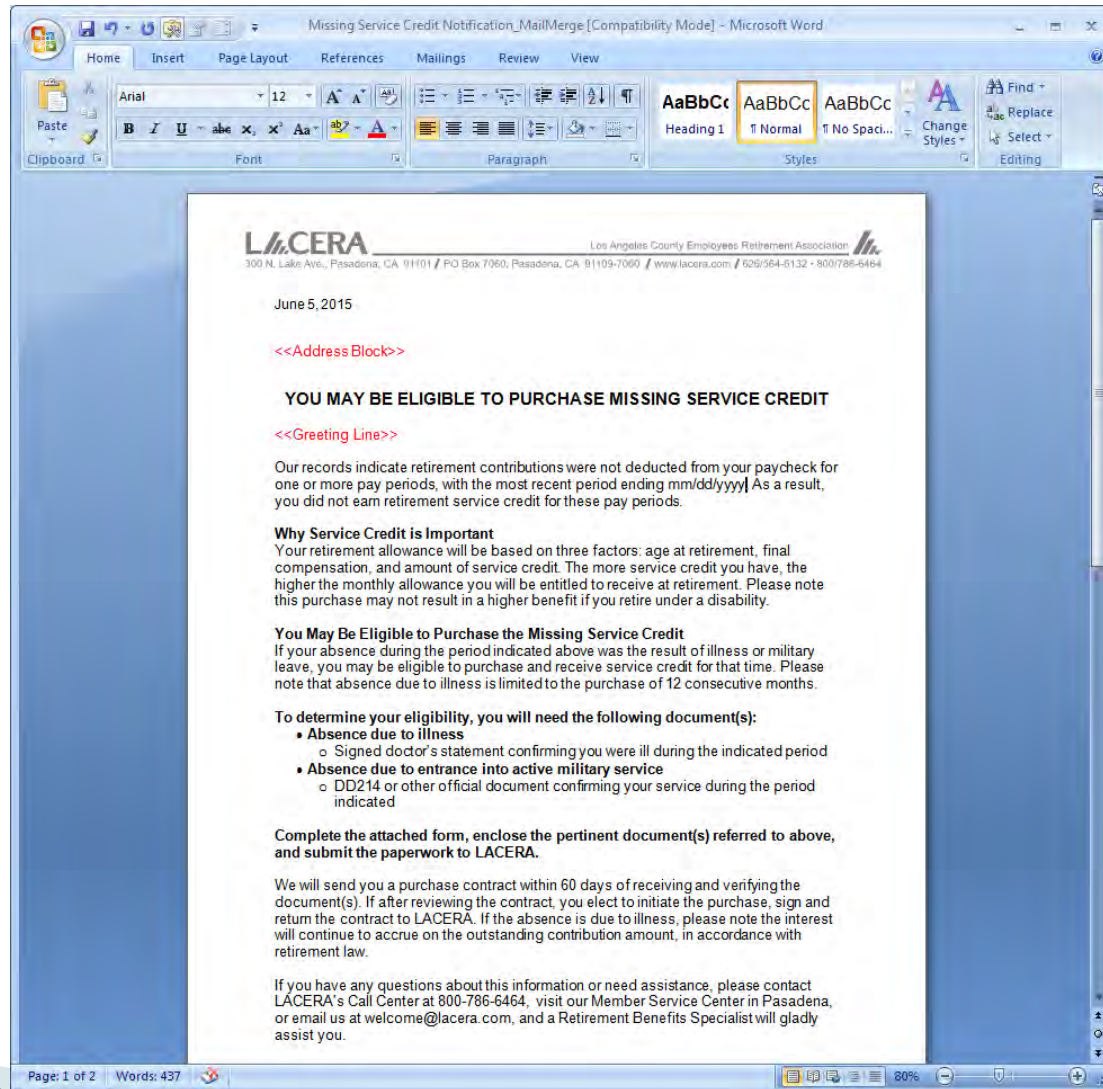 Missing Service Credit Notification_MailMerge [Compatibility Mode] - Microsoft Word
Home Insert Page Layout References Mailings Review View
Paste
Arial 12
AaBbCc AaBbCc AaBbCc
Heading 1 ¶ Normal ¶ No Spaci...
Change Styles
Find
Replace
Select
Clipboard Font Paragraph Styles Editing
LACERA
Los Angeles County Employees Retirement Association
300 N. Lake Ave., Pasadena, CA 91101 / PO Box 7060, Pasadena, CA 91109-7060 / www.lacera.com / 626/564-6132 • 800/786-6464
June 5, 2015
<<Address Block>>
YOU MAY BE ELIGIBLE TO PURCHASE MISSING SERVICE CREDIT
<<Greeting Line>>
Our records indicate retirement contributions were not deducted from your paycheck for
one or more pay periods, with the most recent period ending mm/dd/yyyy. As a result,
you did not earn retirement service credit for these pay periods.
Why Service Credit is Important
Your retirement allowance will be based on three factors: age at retirement, final
compensation, and amount of service credit. The more service credit you have, the
higher the monthly allowance you will be entitled to receive at retirement. Please note
this purchase may not result in a higher benefit if you retire under a disability.
You May Be Eligible to Purchase the Missing Service Credit
If your absence during the period indicated above was the result of illness or military
leave, you may be eligible to purchase and receive service credit for that time. Please
note that absence due to illness is limited to the purchase of 12 consecutive months.
To determine your eligibility, you will need the following document(s):
• Absence due to illness
o Signed doctor's statement confirming you were ill during the indicated period
• Absence due to entrance into active military service
o DD214 or other official document confirming your service during the period
indicated
Complete the attached form, enclose the pertinent document(s) referred to above,
and submit the paperwork to LACERA.
We will send you a purchase contract within 60 days of receiving and verifying the
document(s). If after reviewing the contract, you elect to initiate the purchase, sign and
return the contract to LACERA. If the absence is due to illness, please note the interest
will continue to accrue on the outstanding contribution amount, in accordance with
retirement law.
If you have any questions about this information or need assistance, please contact
LACERA's Call Center at 800-786-6464, visit our Member Service Center in Pasadena,
or email us at welcome@lacera.com, and a Retirement Benefits Specialist will gladly
assist you.
Page: 1 of 2 Words: 437 80%